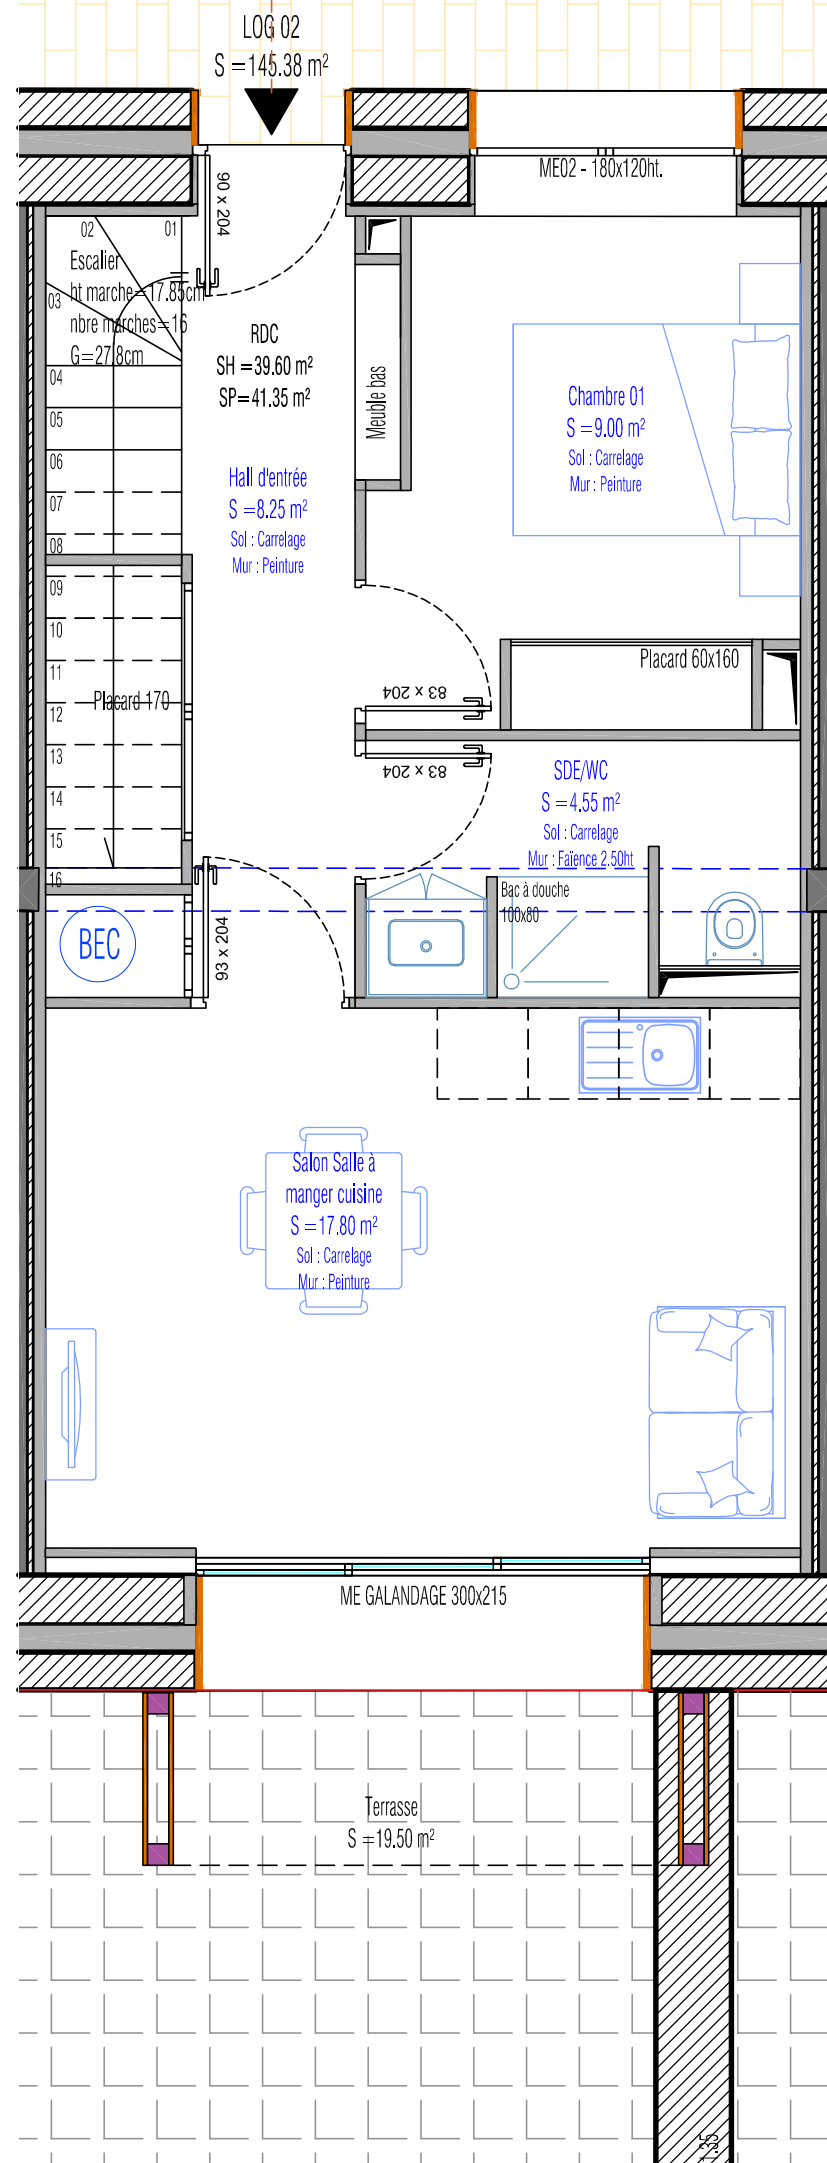 LOG 02
S =145.38 m²
90 x 204
ME02 - 180x120ht.
02
01
Escalier
ht marche=17.85cm
nbre marches=16
G=27.8cm
03
04
05
06
07
08
09
10
11
12
13
14
15
16
RDC
SH =39.60 m²
SP=41.35 m²
Meuble bas
Hall d'entrée
S =8.25 m²
Sol : Carrelage
Mur : Peinture
Chambre 01
S =9.00 m²
Sol : Carrelage
Mur : Peinture
Placard 60x160
Placard 170
83 x 204
83 x 204
SDE/WC
S =4.55 m²
Sol : Carrelage
Mur : Faïence 2.50ht
Bac à douche
100x80
BEC
93 x 204
Salon Salle à
manger cuisine
S =17.80 m²
Sol : Carrelage
Mur : Peinture
ME GALANDAGE 300x215
Terrasse
S =19.50 m²
1.35